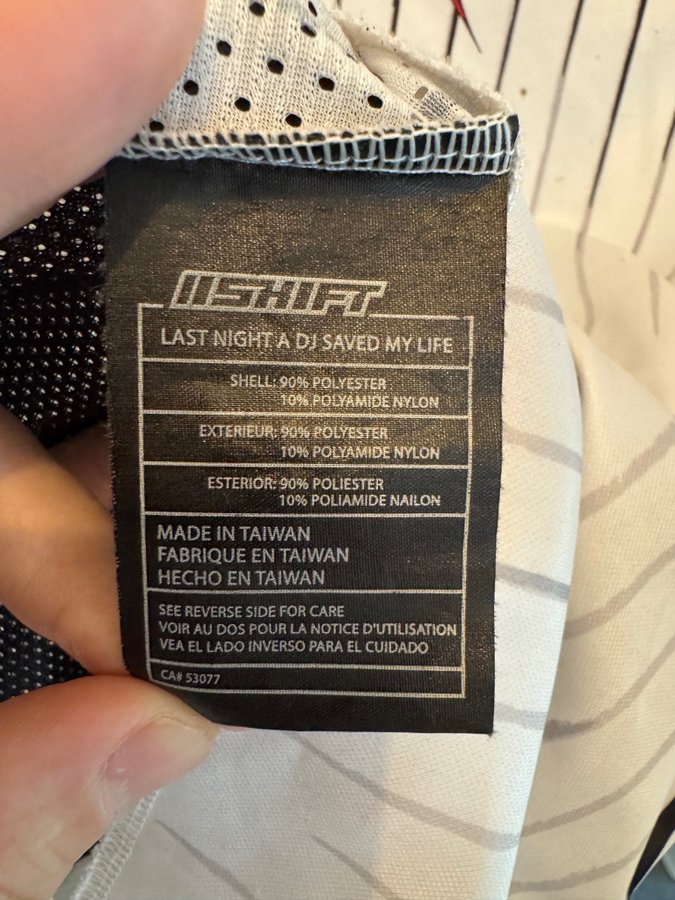 SHIFT
LAST NIGHT A DJ SAVED MY LIFE
SHELL: 90% POLYESTER
10% POLYAMIDE NYLON
EXTERIEUR: 90% POLYESTER
10% POLYAMIDE NYLON
ESTERIOR: 90% POLIESTER
10% POLIAMIDE NAILON
MADE IN TAIWAN
FABRIQUE EN TAIWAN
HECHO EN TAIWAN
SEE REVERSE SIDE FOR CARE
VOIR AU DOS POUR LA NOTICE D'UTILISATION
VEA EL LADO INVERSO PARA EL CUIDADO
CA# 53077